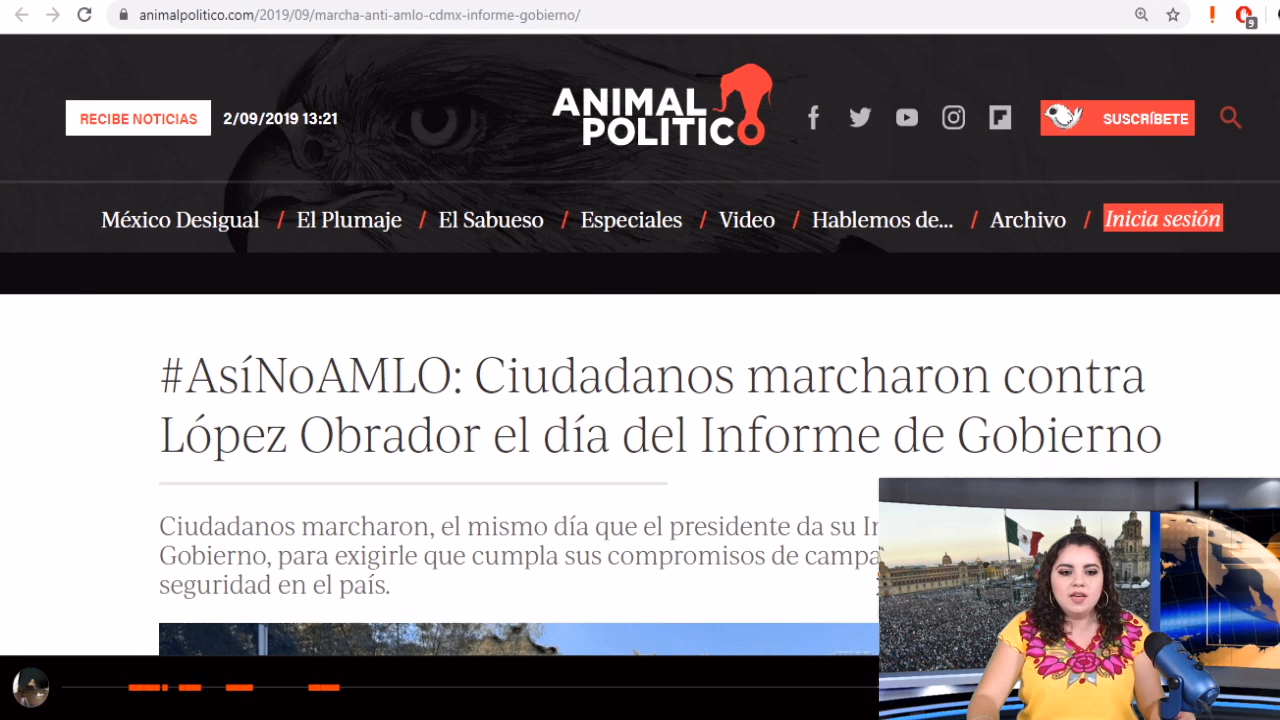 animalpolitico.com/2019/09/marcha-anti-amlo-cdmx-informe-gobierno/
9
RECIBE NOTICIAS
2/09/2019 13:21
ANIMAL
POLITICO
SUSCRÍBETE
México Desigual / El Plumaje / El Sabueso / Especiales / Video / Hablemos de... / Archivo / Inicia sesión
#AsíNoAMLO: Ciudadanos marcharon contra
López Obrador el día del Informe de Gobierno
Ciudadanos marcharon, el mismo día que el presidente da su
Gobierno, para exigirle que cumpla sus compromisos de
seguridad en el país.